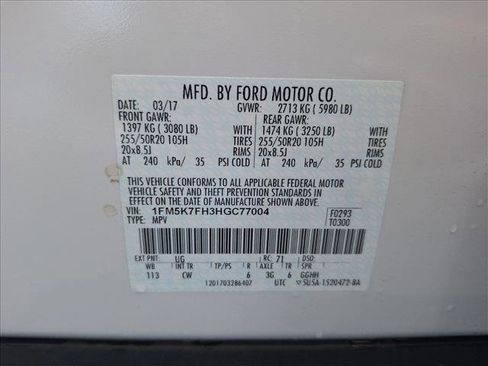 MFD. BY FORD MOTOR CO.
DATE: 03/17 GVWR: 2713 KG ( 5980 LB)
FRONT GAWR: REAR GAWR:
1397 KG ( 3080 LB) WITH 1474 KG ( 3250 LB) WITH
255/50R20 105H TIRES 255/50R20 105H TIRES
20x8.5J RIMS 20x8.5J RIMS
AT 240 kPa/ 35 PSI COLD AT 240 kPa/ 35 PSI COLD
THIS VEHICLE CONFORMS TO ALL APPLICABLE FEDERAL MOTOR
VEHICLE SAFETY AND THEFT PREVENTION STANDARDS IN
EFFECT ON THE DATE OF MANUFACTURE SHOWN ABOVE.
VIN: 1FM5K7FH3HGC77004 F0293
TYPE: MPV T0300
EXT PNT: UG RC: 71 DSO:
WB INT TR TP/PS R AXLE TR SPR
113 CW 6 3G 6 GGHH
1201703286407 UTC 5U5A-1520472-BA